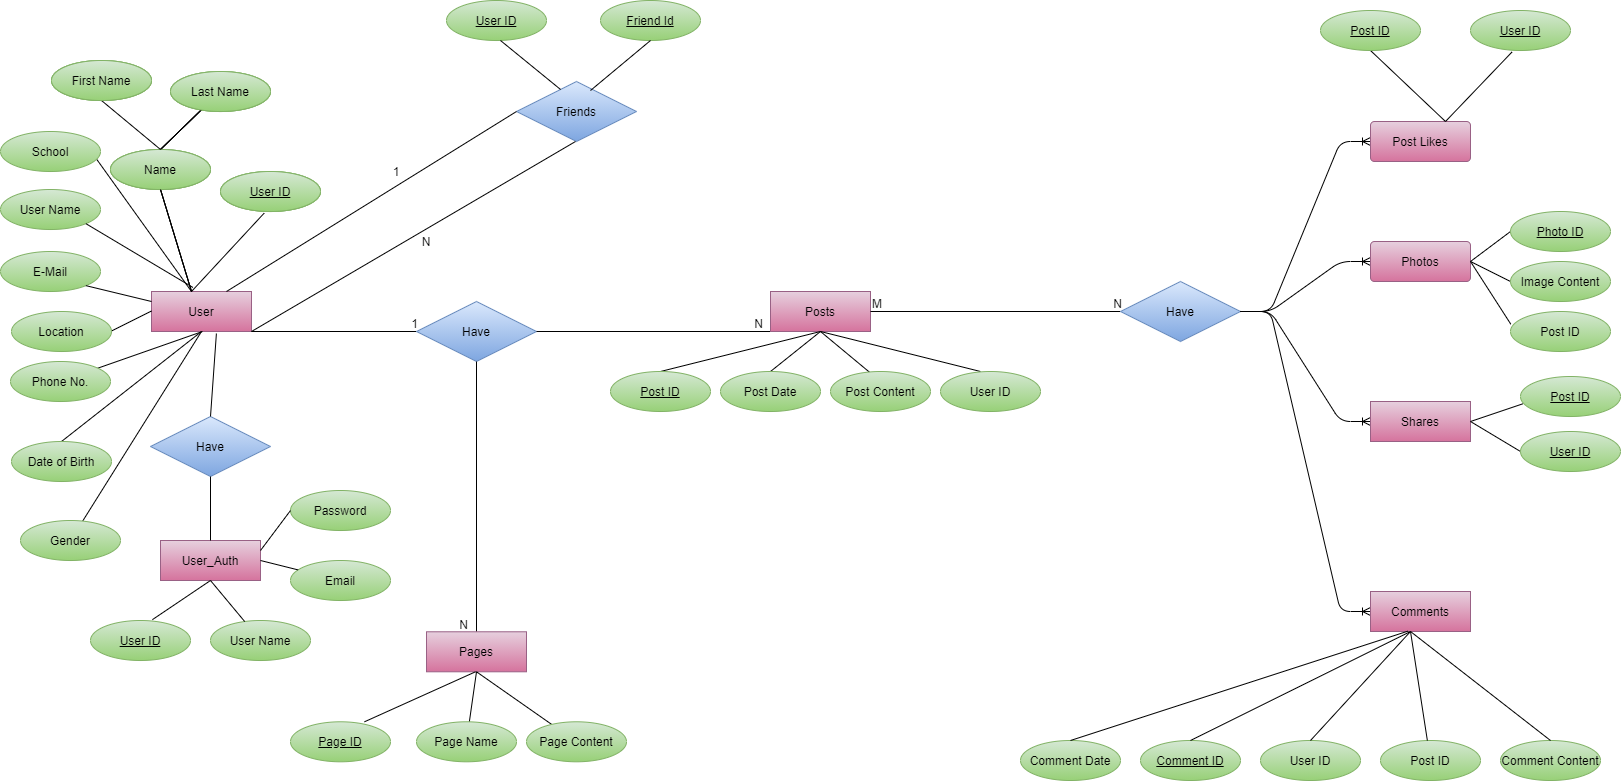 User ID
Friend Id
Post ID
User ID
First Name
Last Name
Friends
School
Name
Post Likes
1
User ID
User Name
N
Photo ID
E-Mail
Photos
Image Content
User
Location
1
Have
N
Posts
M
N
Have
Post ID
Phone No.
Post ID
Post Date
Post Content
User ID
Post ID
Shares
Have
User ID
Date of Birth
Password
Gender
User_Auth
Email
Comments
N
User ID
User Name
Pages
Page ID
Page Name
Page Content
Comment Date
Comment ID
User ID
Post ID
Comment Content